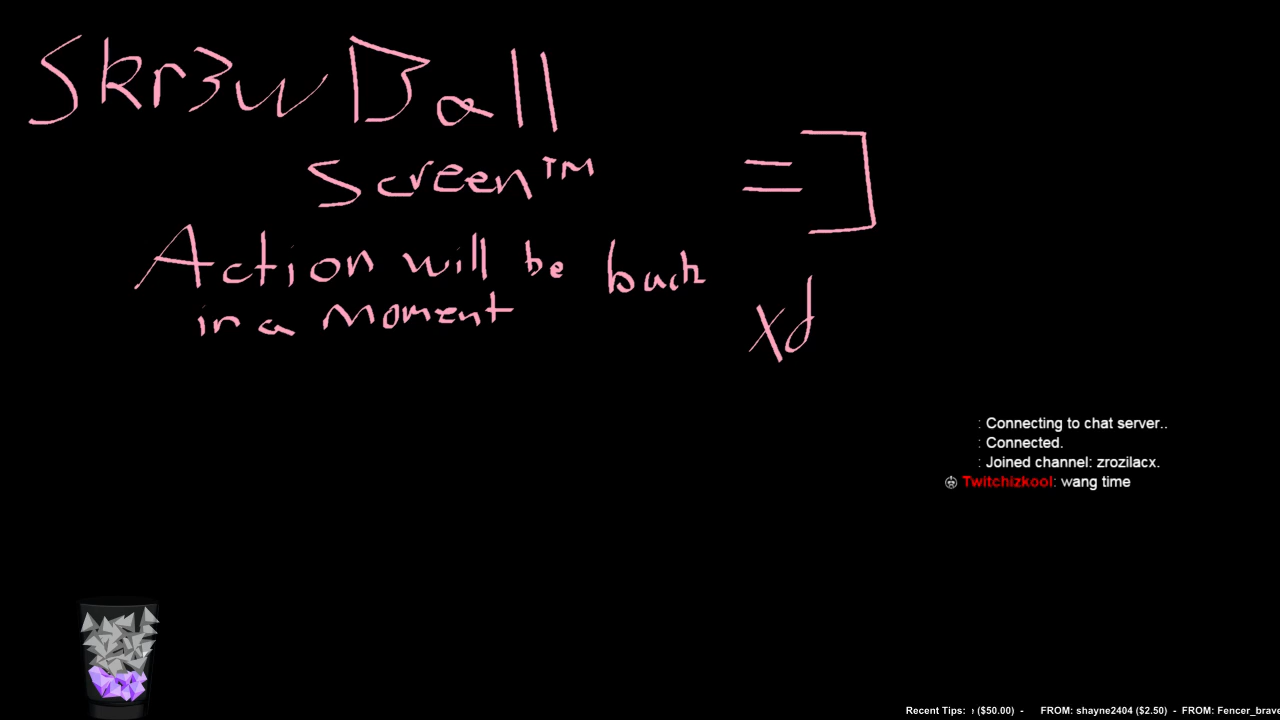 Skr3wBall
Screen™
=]
Action will be back
in a moment
xd
: Connecting to chat server..
: Connected.
: Joined channel: zrozilacx.
Twitchizkool: wang time
Recent Tips: ($50.00) - FROM: shayne2404 ($2.50) - FROM: Fencer_brave